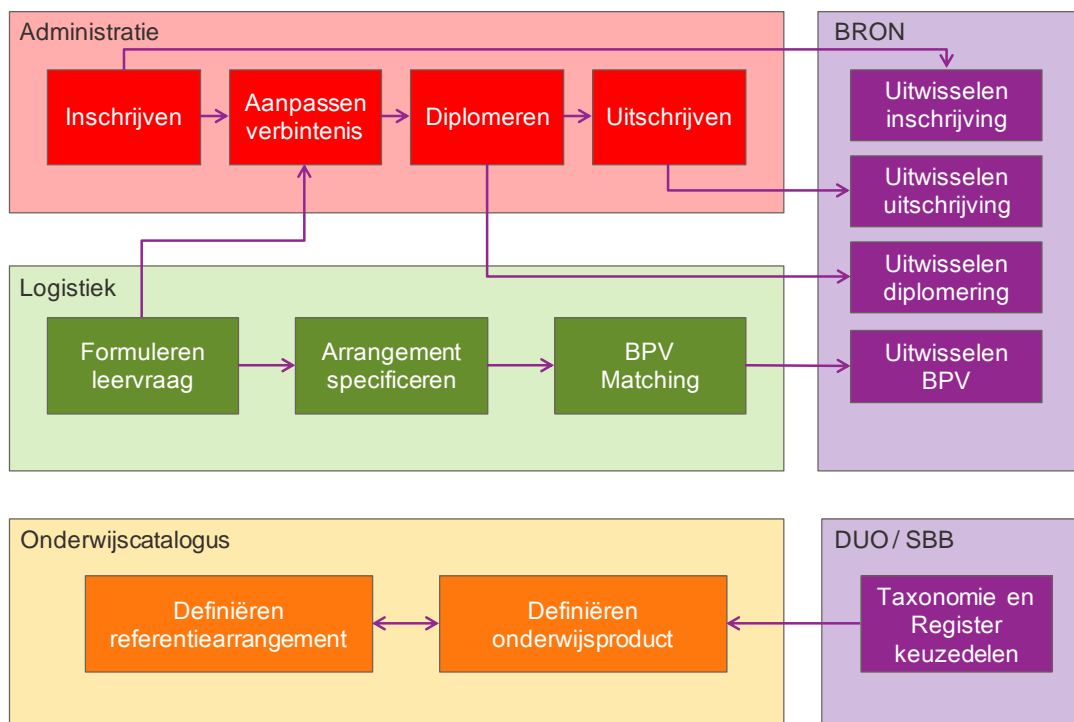 Administratie
Inschrijven
Aanpassen
verbintenis
Diplomeren
Uitschrijven
BRON
Uitwisselen
inschrijving
Uitwisselen
uitschrijving
Uitwisselen
diplomering
Uitwisselen
BPV
Logistiek
Formuleren
leervraag
Arrangement
specificeren
BPV
Matching
Onderwijscatalogus
Definiëren
referentiearrangement
Definiëren
onderwijsproduct
DUO / SBB
Taxonomie en
Register
keuzedelen